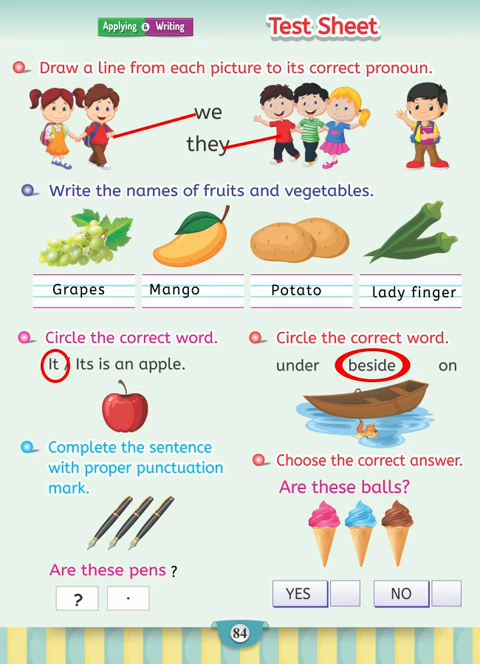 Applying & Writing
Test Sheet
Draw a line from each picture to its correct pronoun.
we
they
Write the names of fruits and vegetables.
Grapes Mango Potato lady finger
Circle the correct word.
It / Its is an apple.
Circle the correct word.
under beside on
Complete the sentence
with proper punctuation
mark.
Are these pens ?
? .
Choose the correct answer.
Are these balls?
YES NO
84